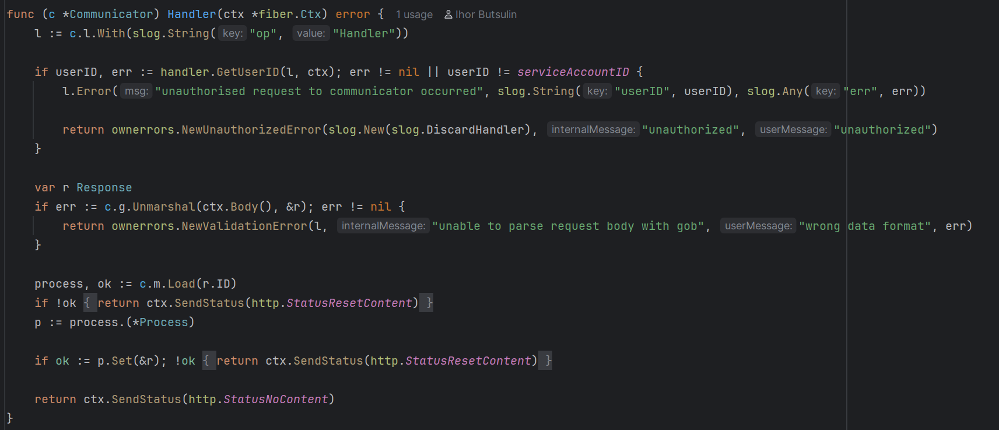 func (c *Communicator) Handler(ctx *fiber.Ctx) error { 1 usage Ihor Butsulin
    l := c.l.With(slog.String( key: "op", value: "Handler"))
    if userID, err := handler.GetUserID(l, ctx); err != nil || userID != serviceAccountID {
        l.Error( msg: "unauthorised request to communicator occurred", slog.String( key: "userID", userID), slog.Any( key: "err", err))
        return ownerrors.NewUnauthorizedError(slog.New(slog.DiscardHandler), internalMessage: "unauthorized", userMessage: "unauthorized")
    }
    var r Response
    if err := c.g.Unmarshal(ctx.Body(), &r); err != nil {
        return ownerrors.NewValidationError(l, internalMessage: "unable to parse request body with gob", userMessage: "wrong data format", err)
    }
    process, ok := c.m.Load(r.ID)
    if !ok { return ctx.SendStatus(http.StatusResetContent) }
    p := process.(*Process)
    if ok := p.Set(&r); !ok { return ctx.SendStatus(http.StatusResetContent) }
    return ctx.SendStatus(http.StatusNoContent)
}